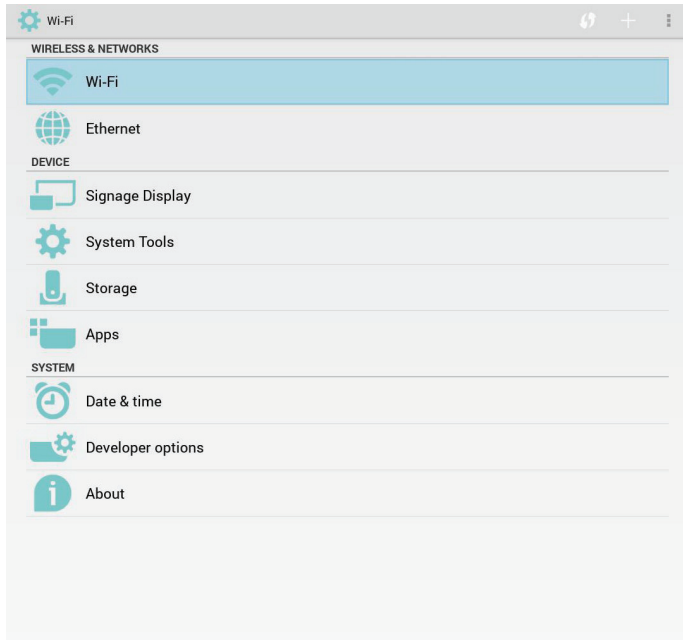 Wi-Fi
WIRELESS & NETWORKS
Wi-Fi
Ethernet
DEVICE
Signage Display
System Tools
Storage
Apps
SYSTEM
Date & time
Developer options
About